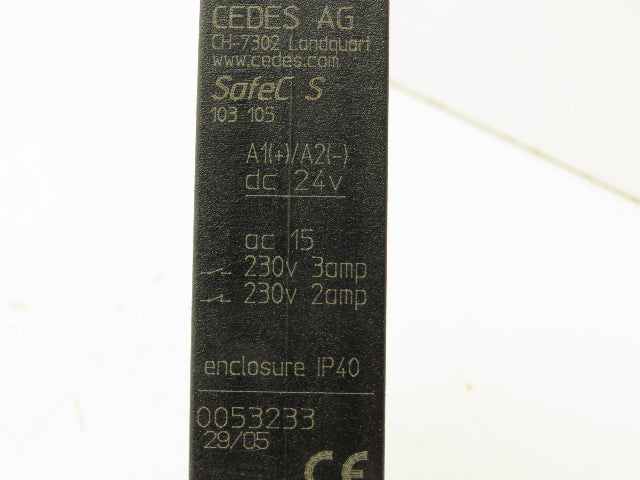 CEDES AG
CH-7302 Landquart
www.cedes.com
SafeC S
103 105
A1(+)/A2(-)
dc 24v
ac 15
230v 3amp
230v 2amp
enclosure IP40
0053233
29/05
CE